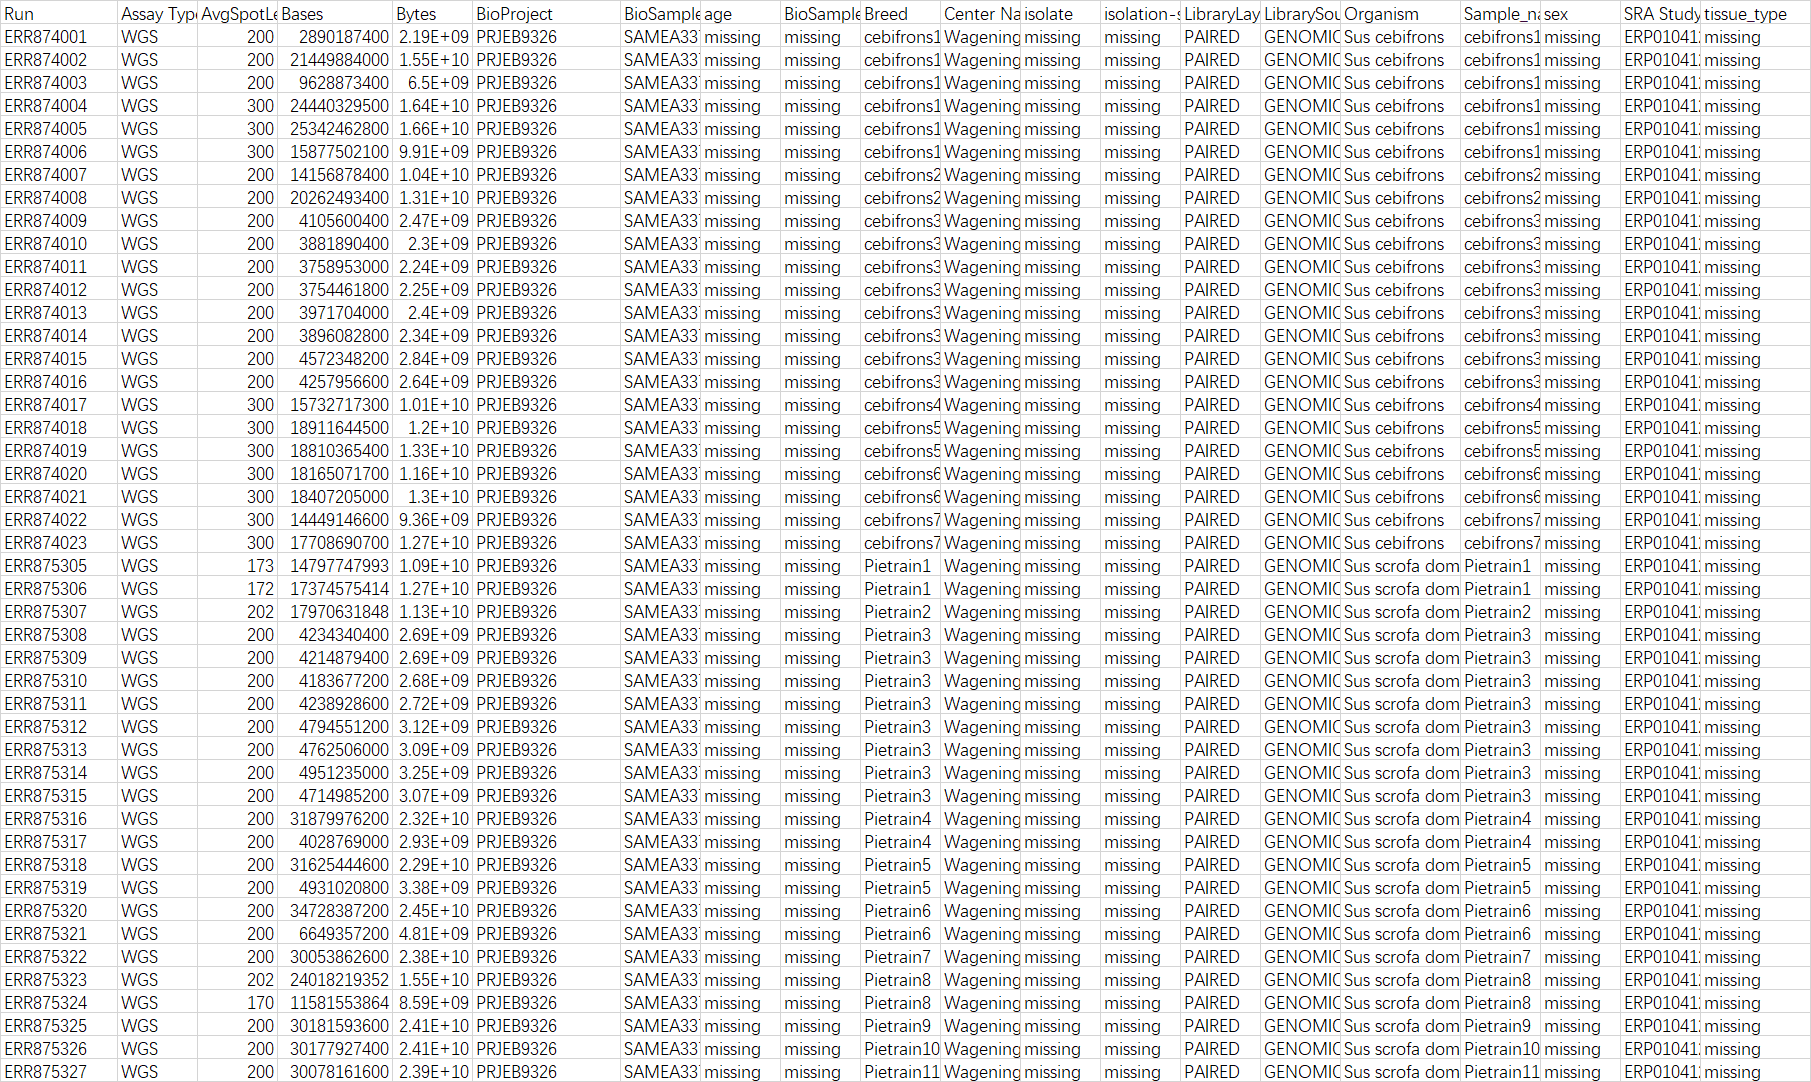 Run Assay Typ AvgSpotLe Bases Bytes BioProject BioSample age BioSample Breed Center Na isolate isolation-s LibraryLay LibrarySou Organism Sample_na sex SRA Study tissue_type
ERR874001 WGS 200 2890187400 2.19E+09 PRJEB9326 SAMEA33 missing missing cebifrons1 Wagening missing missing PAIRED GENOMIC Sus cebifrons cebifrons1 missing ERP01041 missing
ERR874002 WGS 200 21449884000 1.55E+10 PRJEB9326 SAMEA33 missing missing cebifrons1 Wagening missing missing PAIRED GENOMIC Sus cebifrons cebifrons1 missing ERP01041 missing
ERR874003 WGS 200 9628873400 6.5E+09 PRJEB9326 SAMEA33 missing missing cebifrons1 Wagening missing missing PAIRED GENOMIC Sus cebifrons cebifrons1 missing ERP01041 missing
ERR874004 WGS 300 24440329500 1.64E+10 PRJEB9326 SAMEA33 missing missing cebifrons1 Wagening missing missing PAIRED GENOMIC Sus cebifrons cebifrons1 missing ERP01041 missing
ERR874005 WGS 300 25342462800 1.66E+10 PRJEB9326 SAMEA33 missing missing cebifrons1 Wagening missing missing PAIRED GENOMIC Sus cebifrons cebifrons1 missing ERP01041 missing
ERR874006 WGS 300 15877502100 9.91E+09 PRJEB9326 SAMEA33 missing missing cebifrons1 Wagening missing missing PAIRED GENOMIC Sus cebifrons cebifrons1 missing ERP01041 missing
ERR874007 WGS 200 14156878400 1.04E+10 PRJEB9326 SAMEA33 missing missing cebifrons2 Wagening missing missing PAIRED GENOMIC Sus cebifrons cebifrons2 missing ERP01041 missing
ERR874008 WGS 200 20262493400 1.31E+10 PRJEB9326 SAMEA33 missing missing cebifrons2 Wagening missing missing PAIRED GENOMIC Sus cebifrons cebifrons2 missing ERP01041 missing
ERR874009 WGS 200 4105600400 2.47E+09 PRJEB9326 SAMEA33 missing missing cebifrons3 Wagening missing missing PAIRED GENOMIC Sus cebifrons cebifrons3 missing ERP01041 missing
ERR874010 WGS 200 3881890400 2.3E+09 PRJEB9326 SAMEA33 missing missing cebifrons3 Wagening missing missing PAIRED GENOMIC Sus cebifrons cebifrons3 missing ERP01041 missing
ERR874011 WGS 200 3758953000 2.24E+09 PRJEB9326 SAMEA33 missing missing cebifrons3 Wagening missing missing PAIRED GENOMIC Sus cebifrons cebifrons3 missing ERP01041 missing
ERR874012 WGS 200 3754461800 2.25E+09 PRJEB9326 SAMEA33 missing missing cebifrons3 Wagening missing missing PAIRED GENOMIC Sus cebifrons cebifrons3 missing ERP01041 missing
ERR874013 WGS 200 3971704000 2.4E+09 PRJEB9326 SAMEA33 missing missing cebifrons3 Wagening missing missing PAIRED GENOMIC Sus cebifrons cebifrons3 missing ERP01041 missing
ERR874014 WGS 200 3896082800 2.34E+09 PRJEB9326 SAMEA33 missing missing cebifrons3 Wagening missing missing PAIRED GENOMIC Sus cebifrons cebifrons3 missing ERP01041 missing
ERR874015 WGS 200 4572348200 2.84E+09 PRJEB9326 SAMEA33 missing missing cebifrons3 Wagening missing missing PAIRED GENOMIC Sus cebifrons cebifrons3 missing ERP01041 missing
ERR874016 WGS 200 4257956600 2.64E+09 PRJEB9326 SAMEA33 missing missing cebifrons3 Wagening missing missing PAIRED GENOMIC Sus cebifrons cebifrons3 missing ERP01041 missing
ERR874017 WGS 300 15732717300 1.01E+10 PRJEB9326 SAMEA33 missing missing cebifrons4 Wagening missing missing PAIRED GENOMIC Sus cebifrons cebifrons4 missing ERP01041 missing
ERR874018 WGS 300 18911644500 1.2E+10 PRJEB9326 SAMEA33 missing missing cebifrons5 Wagening missing missing PAIRED GENOMIC Sus cebifrons cebifrons5 missing ERP01041 missing
ERR874019 WGS 300 18810365400 1.33E+10 PRJEB9326 SAMEA33 missing missing cebifrons5 Wagening missing missing PAIRED GENOMIC Sus cebifrons cebifrons5 missing ERP01041 missing
ERR874020 WGS 300 18165071700 1.16E+10 PRJEB9326 SAMEA33 missing missing cebifrons6 Wagening missing missing PAIRED GENOMIC Sus cebifrons cebifrons6 missing ERP01041 missing
ERR874021 WGS 300 18407205000 1.3E+10 PRJEB9326 SAMEA33 missing missing cebifrons6 Wagening missing missing PAIRED GENOMIC Sus cebifrons cebifrons6 missing ERP01041 missing
ERR874022 WGS 300 14449146600 9.36E+09 PRJEB9326 SAMEA33 missing missing cebifrons7 Wagening missing missing PAIRED GENOMIC Sus cebifrons cebifrons7 missing ERP01041 missing
ERR874023 WGS 300 17708690700 1.27E+10 PRJEB9326 SAMEA33 missing missing cebifrons7 Wagening missing missing PAIRED GENOMIC Sus cebifrons cebifrons7 missing ERP01041 missing
ERR875305 WGS 173 14797747993 1.09E+10 PRJEB9326 SAMEA33 missing missing Pietrain1 Wagening missing missing PAIRED GENOMIC Sus scrofa dom Pietrain1 missing ERP01041 missing
ERR875306 WGS 172 17374575414 1.27E+10 PRJEB9326 SAMEA33 missing missing Pietrain1 Wagening missing missing PAIRED GENOMIC Sus scrofa dom Pietrain1 missing ERP01041 missing
ERR875307 WGS 202 17970631848 1.13E+10 PRJEB9326 SAMEA33 missing missing Pietrain2 Wagening missing missing PAIRED GENOMIC Sus scrofa dom Pietrain2 missing ERP01041 missing
ERR875308 WGS 200 4234340400 2.69E+09 PRJEB9326 SAMEA33 missing missing Pietrain3 Wagening missing missing PAIRED GENOMIC Sus scrofa dom Pietrain3 missing ERP01041 missing
ERR875309 WGS 200 4214879400 2.69E+09 PRJEB9326 SAMEA33 missing missing Pietrain3 Wagening missing missing PAIRED GENOMIC Sus scrofa dom Pietrain3 missing ERP01041 missing
ERR875310 WGS 200 4183677200 2.68E+09 PRJEB9326 SAMEA33 missing missing Pietrain3 Wagening missing missing PAIRED GENOMIC Sus scrofa dom Pietrain3 missing ERP01041 missing
ERR875311 WGS 200 4238928600 2.72E+09 PRJEB9326 SAMEA33 missing missing Pietrain3 Wagening missing missing PAIRED GENOMIC Sus scrofa dom Pietrain3 missing ERP01041 missing
ERR875312 WGS 200 4794551200 3.12E+09 PRJEB9326 SAMEA33 missing missing Pietrain3 Wagening missing missing PAIRED GENOMIC Sus scrofa dom Pietrain3 missing ERP01041 missing
ERR875313 WGS 200 4762506000 3.09E+09 PRJEB9326 SAMEA33 missing missing Pietrain3 Wagening missing missing PAIRED GENOMIC Sus scrofa dom Pietrain3 missing ERP01041 missing
ERR875314 WGS 200 4951235000 3.25E+09 PRJEB9326 SAMEA33 missing missing Pietrain3 Wagening missing missing PAIRED GENOMIC Sus scrofa dom Pietrain3 missing ERP01041 missing
ERR875315 WGS 200 4714985200 3.07E+09 PRJEB9326 SAMEA33 missing missing Pietrain3 Wagening missing missing PAIRED GENOMIC Sus scrofa dom Pietrain3 missing ERP01041 missing
ERR875316 WGS 200 31879976200 2.32E+10 PRJEB9326 SAMEA33 missing missing Pietrain4 Wagening missing missing PAIRED GENOMIC Sus scrofa dom Pietrain4 missing ERP01041 missing
ERR875317 WGS 200 4028769000 2.93E+09 PRJEB9326 SAMEA33 missing missing Pietrain4 Wagening missing missing PAIRED GENOMIC Sus scrofa dom Pietrain4 missing ERP01041 missing
ERR875318 WGS 200 31625444600 2.29E+10 PRJEB9326 SAMEA33 missing missing Pietrain5 Wagening missing missing PAIRED GENOMIC Sus scrofa dom Pietrain5 missing ERP01041 missing
ERR875319 WGS 200 4931020800 3.38E+09 PRJEB9326 SAMEA33 missing missing Pietrain5 Wagening missing missing PAIRED GENOMIC Sus scrofa dom Pietrain5 missing ERP01041 missing
ERR875320 WGS 200 34728387200 2.45E+10 PRJEB9326 SAMEA33 missing missing Pietrain6 Wagening missing missing PAIRED GENOMIC Sus scrofa dom Pietrain6 missing ERP01041 missing
ERR875321 WGS 200 6649357200 4.81E+09 PRJEB9326 SAMEA33 missing missing Pietrain6 Wagening missing missing PAIRED GENOMIC Sus scrofa dom Pietrain6 missing ERP01041 missing
ERR875322 WGS 200 30053862600 2.38E+10 PRJEB9326 SAMEA33 missing missing Pietrain7 Wagening missing missing PAIRED GENOMIC Sus scrofa dom Pietrain7 missing ERP01041 missing
ERR875323 WGS 202 24018219352 1.55E+10 PRJEB9326 SAMEA33 missing missing Pietrain8 Wagening missing missing PAIRED GENOMIC Sus scrofa dom Pietrain8 missing ERP01041 missing
ERR875324 WGS 170 11581553864 8.59E+09 PRJEB9326 SAMEA33 missing missing Pietrain8 Wagening missing missing PAIRED GENOMIC Sus scrofa dom Pietrain8 missing ERP01041 missing
ERR875325 WGS 200 30181593600 2.41E+10 PRJEB9326 SAMEA33 missing missing Pietrain9 Wagening missing missing PAIRED GENOMIC Sus scrofa dom Pietrain9 missing ERP01041 missing
ERR875326 WGS 200 30177927400 2.41E+10 PRJEB9326 SAMEA33 missing missing Pietrain10 Wagening missing missing PAIRED GENOMIC Sus scrofa dom Pietrain10 missing ERP01041 missing
ERR875327 WGS 200 30078161600 2.39E+10 PRJEB9326 SAMEA33 missing missing Pietrain11 Wagening missing missing PAIRED GENOMIC Sus scrofa dom Pietrain11 missing ERP01041 missing